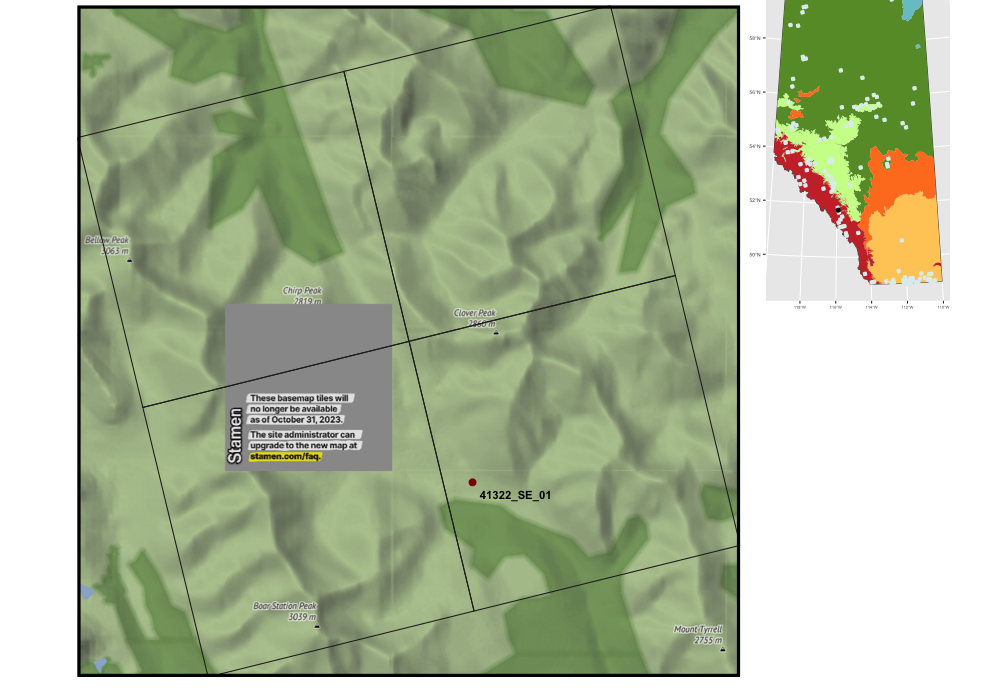 Bellow Peak
3063 m
Chirp Peak
2819 m
Clover Peak
2860 m
Stamen
These basemap tiles will
no longer be available
as of October 31, 2023.
The site administrator can
upgrade to the new map at
stamen.com/faq.
41322_SE_01
Boar Station Peak
3039 m
Mount Tyrrell
2755 m
58°N
56°N
54°N
52°N
50°N
118°W
116°W
114°W
112°W
110°W